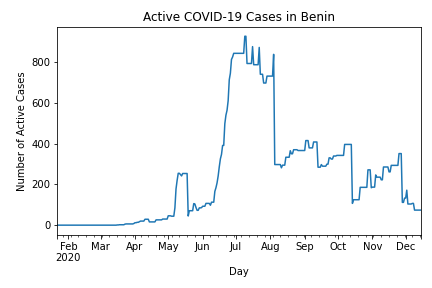 Active COVID-19 Cases in Benin
Number of Active Cases
800
600
400
200
0
Feb Mar Apr May Jun Jul Aug Sep Oct Nov Dec
2020
Day